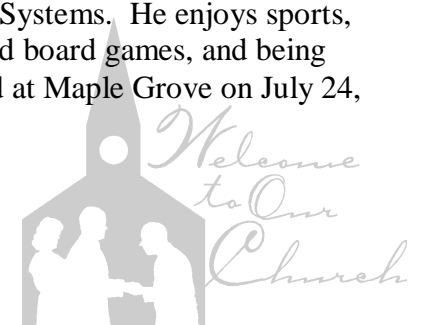 Systems. He enjoys sports,
d board games, and being
d at Maple Grove on July 24,
Welcome
to Our
Church